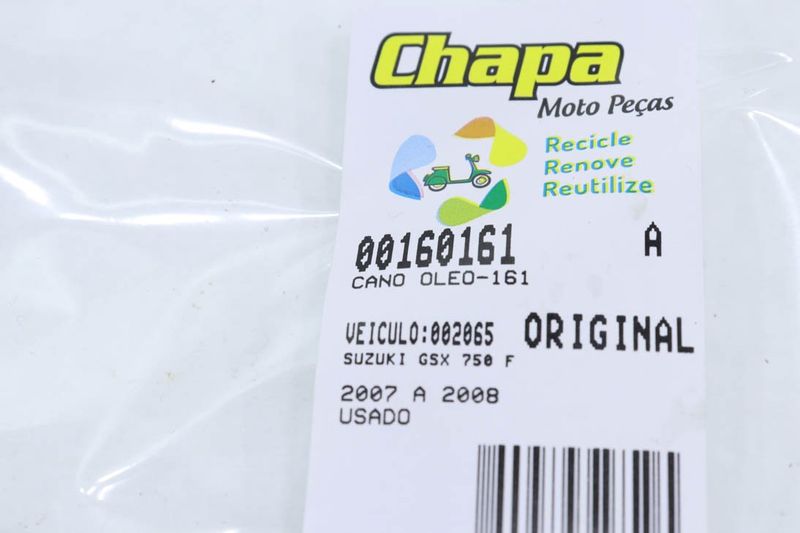 Chapa
Moto Peças
Recicle
Renove
Reutilize
00160161 A
CANO OLEO-161
VEICULO:002065 ORIGINAL
SUZUKI GSX 750 F
2007 A 2008
USADO